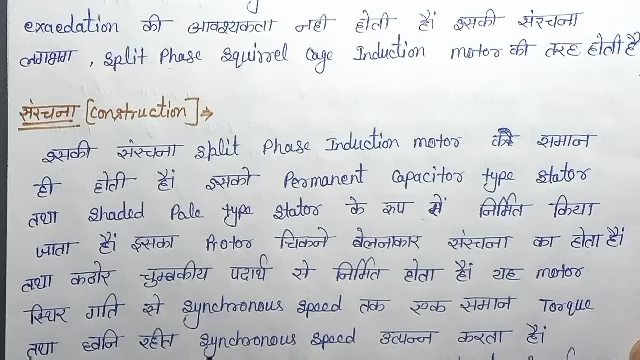 exaedation की आवश्यकता नही होती हैं। इसकी संरचना
लगभग, split Phase squirrel cage Induction motor की तरह होती है
संरचना [construction] ⇒
इसकी संरचना split Phase Induction motor के समान
ही होती हैं। इसको Permanent capacitor type stator
तथा shaded Pole type stator के रूप में निर्मित किया
जाता हैं। इसका Rotor चिकने बेलनाकार संरचना का होता हैं।
तथा कठोर चुम्बकीय पदार्थ से निर्मित होता हैं। यह motor
स्थिर गति से synchronous speed तक एक समान Torque
तथा ध्वनि रहित synchronous speed उत्पन्न करता हैं।